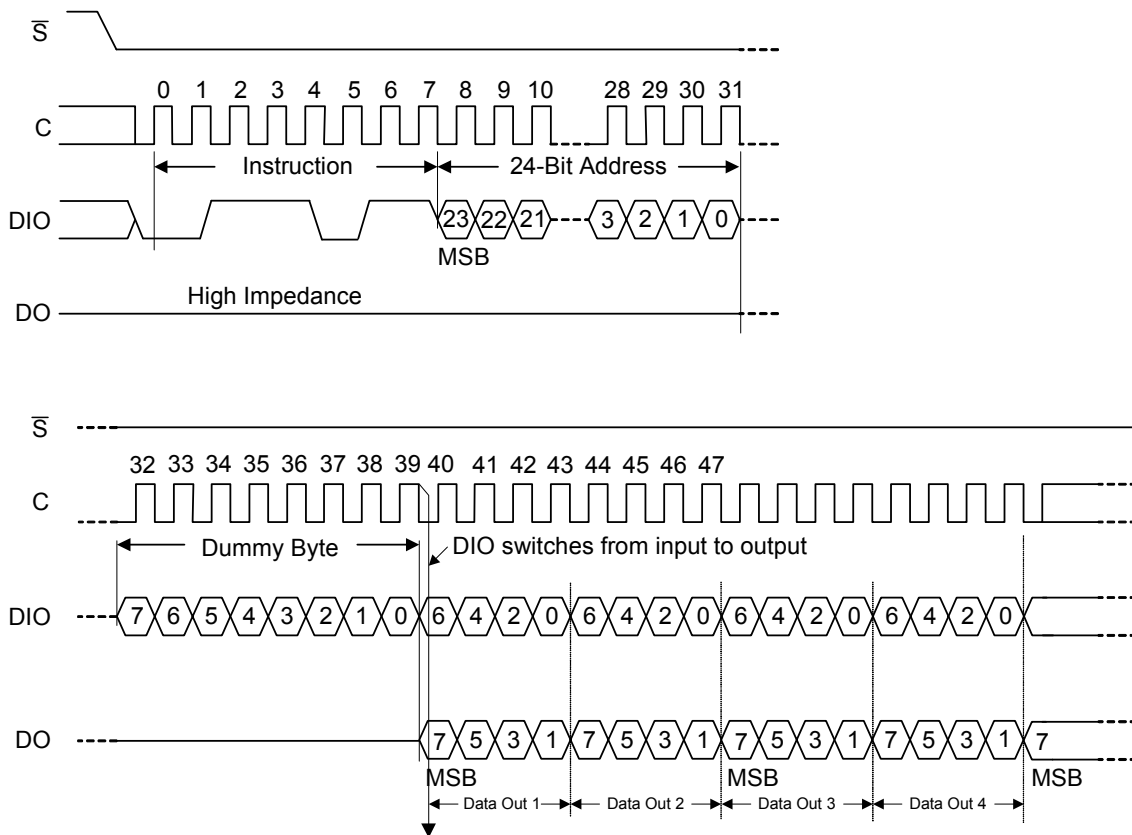 S
0 1 2 3 4 5 6 7 8 9 10 28 29 30 31
C
Instruction 24-Bit Address
DIO 23 22 21 3 2 1 0
MSB
High Impedance
DO
S
32 33 34 35 36 37 38 39 40 41 42 43 44 45 46 47
C
Dummy Byte DIO switches from input to output
DIO 7 6 5 4 3 2 1 0 6 4 2 0 6 4 2 0 6 4 2 0 6 4 2 0
DO 7 5 3 1 7 5 3 1 7 5 3 1 7 5 3 1 7
MSB MSB MSB
Data Out 1 Data Out 2 Data Out 3 Data Out 4